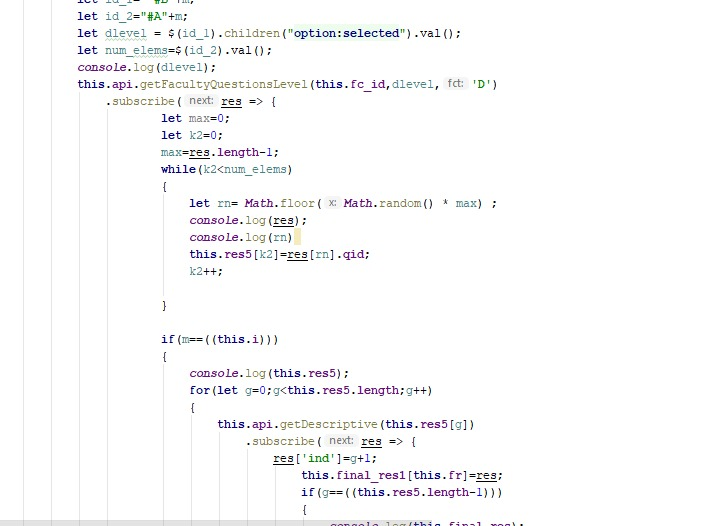 let id_1="#B"+m;
let id_2="#A"+m;
let dlevel = $(id_1).children("option:selected").val();
let num_elems=$(id_2).val();
console.log(dlevel);
this.api.getFacultyQuestionsLevel(this.fc_id,dlevel, fct: 'D')
.subscribe( next: res => {
let max=0;
let k2=0;
max=res.length-1;
while(k2<num_elems)
{
let rn= Math.floor( x: Math.random() * max) ;
console.log(res);
console.log(rn)
this.res5[k2]=res[rn].qid;
k2++;
}
if(m==((this.i)))
{
console.log(this.res5);
for(let g=0;g<this.res5.length;g++)
{
this.api.getDescriptive(this.res5[g])
.subscribe( next: res => {
res['ind']=g+1;
this.final_res1[this.fr]=res;
if(g==((this.res5.length-1)))
{
console.log(this.final_res);